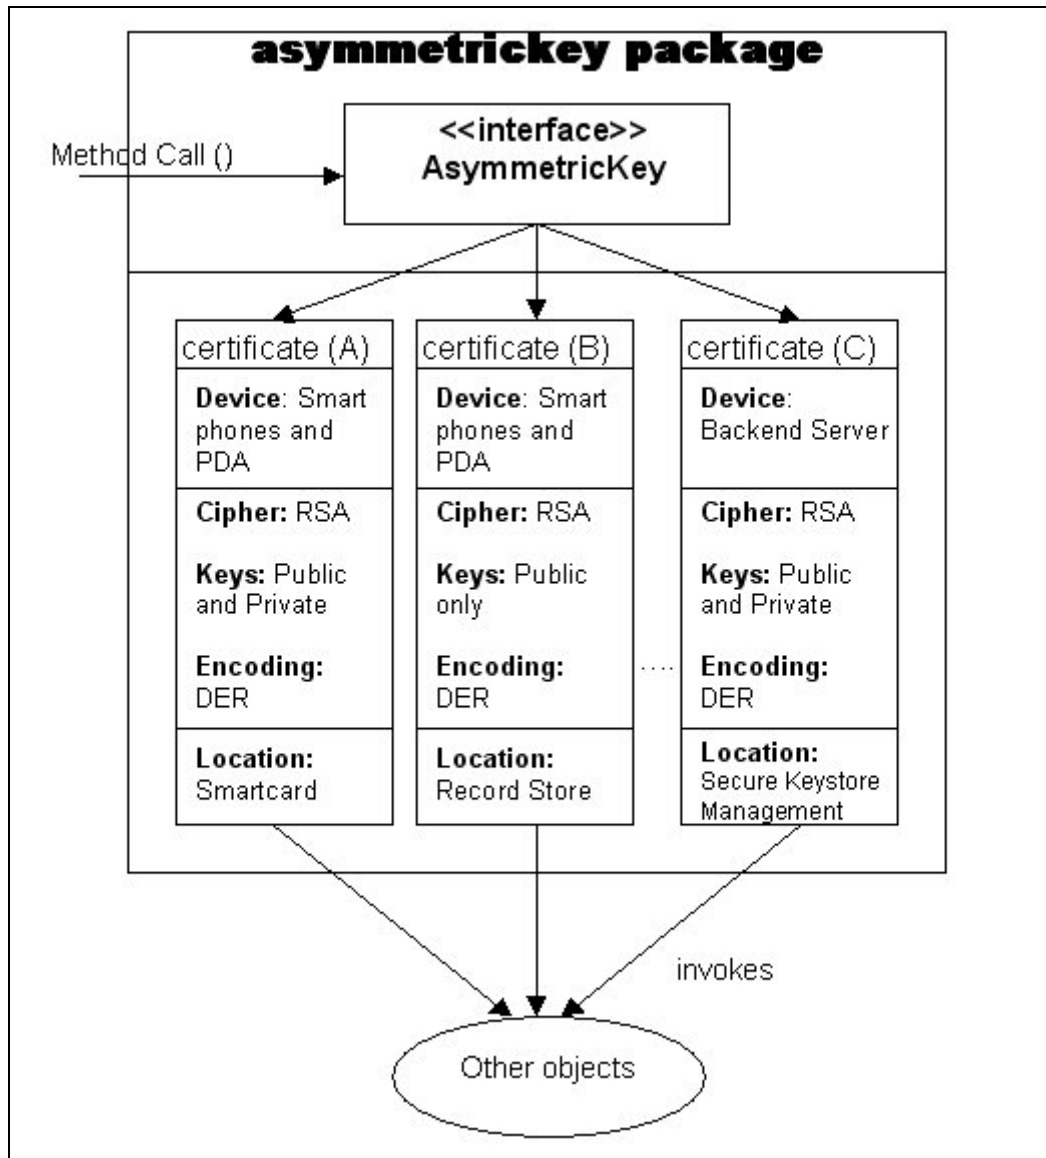 asymmetrickey package
<<interface>>
AsymmetricKey
Method Call ()
certificate (A)
Device: Smart
phones and
PDA
Cipher: RSA
Keys: Public
and Private
Encoding:
DER
Location:
Smartcard
certificate (B)
Device: Smart
phones and
PDA
Cipher: RSA
Keys: Public
only
Encoding:
DER
Location:
Record Store
....
certificate (C)
Device:
Backend Server
Cipher: RSA
Keys: Public
and Private
Encoding:
DER
Location:
Secure Keystore
Management
invokes
Other objects